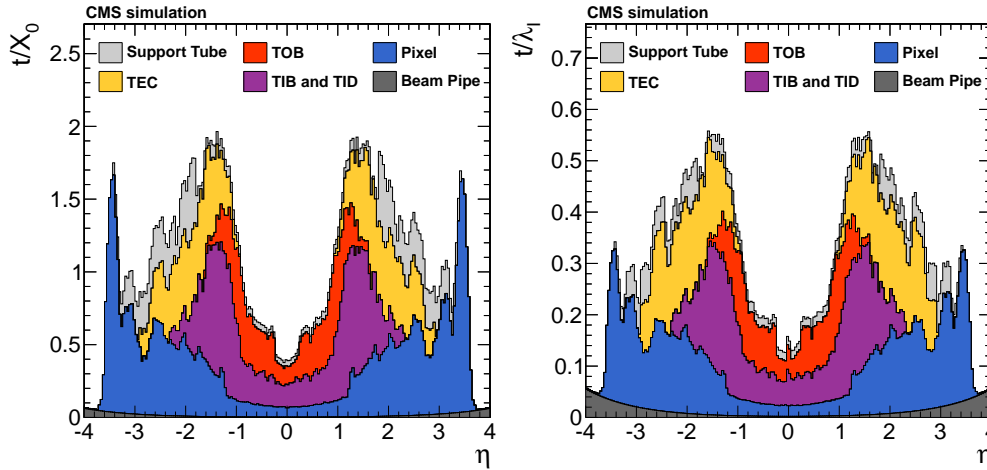 CMS simulation
t/X₀
2.5
2
1.5
1
0.5
0
Support Tube
TOB
Pixel
TEC
TIB and TID
Beam Pipe
-4 -3 -2 -1 0 1 2 3 4
η
CMS simulation
t/λ_I
0.7
0.6
0.5
0.4
0.3
0.2
0.1
0
Support Tube
TOB
Pixel
TEC
TIB and TID
Beam Pipe
-4 -3 -2 -1 0 1 2 3 4
η